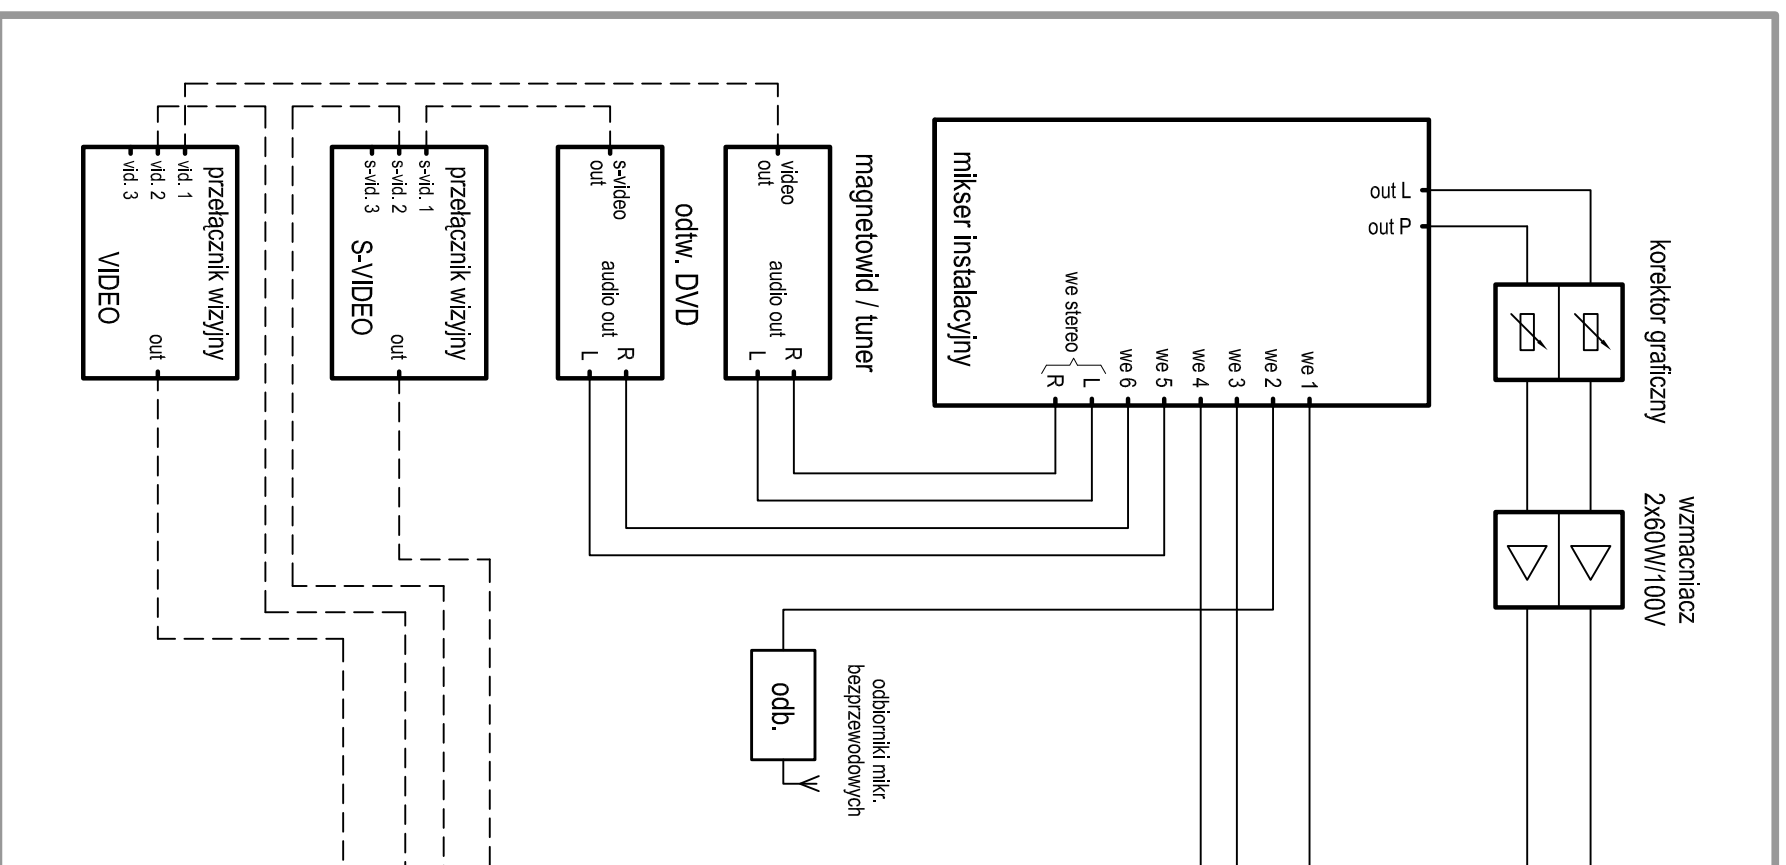 przełącznik wizyjny
vid. 1
vid. 2
vid. 3
VIDEO
out
przełącznik wizyjny
s-vid. 1
s-vid. 2
s-vid. 3
S-VIDEO
out
odtw. DVD
s-video
out
audio out
R
L
magnetowid / tuner
video
out
audio out
R
L
mikser instalacyjny
out L
out P
we stereo
R
L
we 6
we 5
we 4
we 3
we 2
we 1
korektor graficzny
wzmacniacz
2x60W/100V
odb.
odbiorniki mikr.
bezprzewodowych